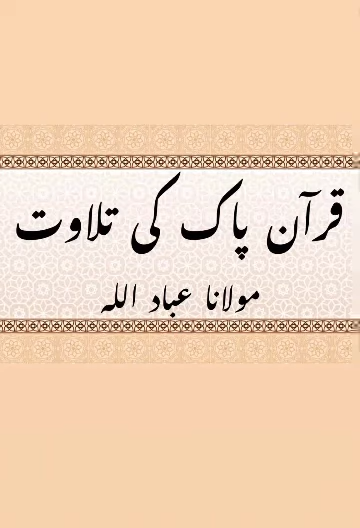 قرآن پاک کی تلاوت
مولانا عباد اللہ